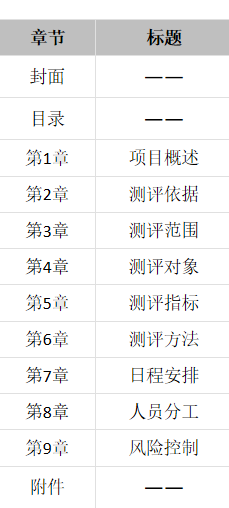 章节 标题
封面 ——
目录 ——
第1章 项目概述
第2章 测评依据
第3章 测评范围
第4章 测评对象
第5章 测评指标
第6章 测评方法
第7章 日程安排
第8章 人员分工
第9章 风险控制
附件 ——